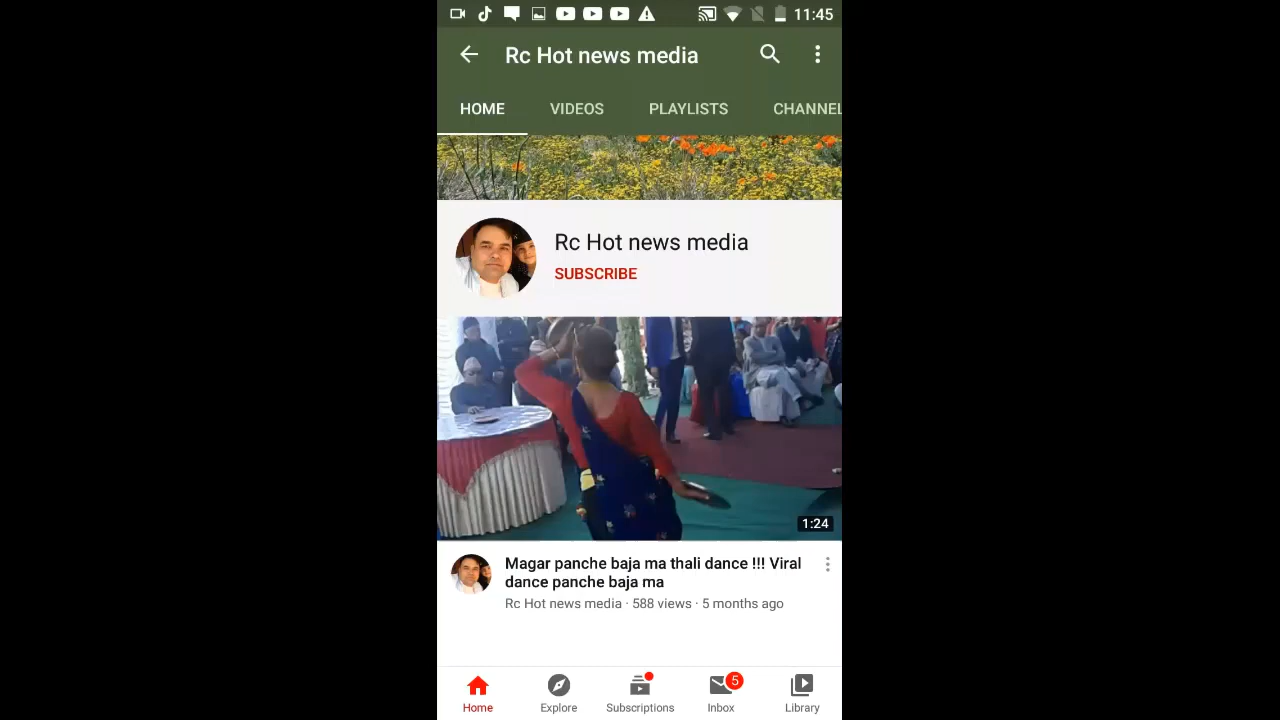 11:45
Rc Hot news media
HOME VIDEOS PLAYLISTS CHANNEL
Rc Hot news media
SUBSCRIBE
1:24
Magar panche baja ma thali dance !!! Viral
dance panche baja ma
Rc Hot news media · 588 views · 5 months ago
5
Home Explore Subscriptions Inbox Library